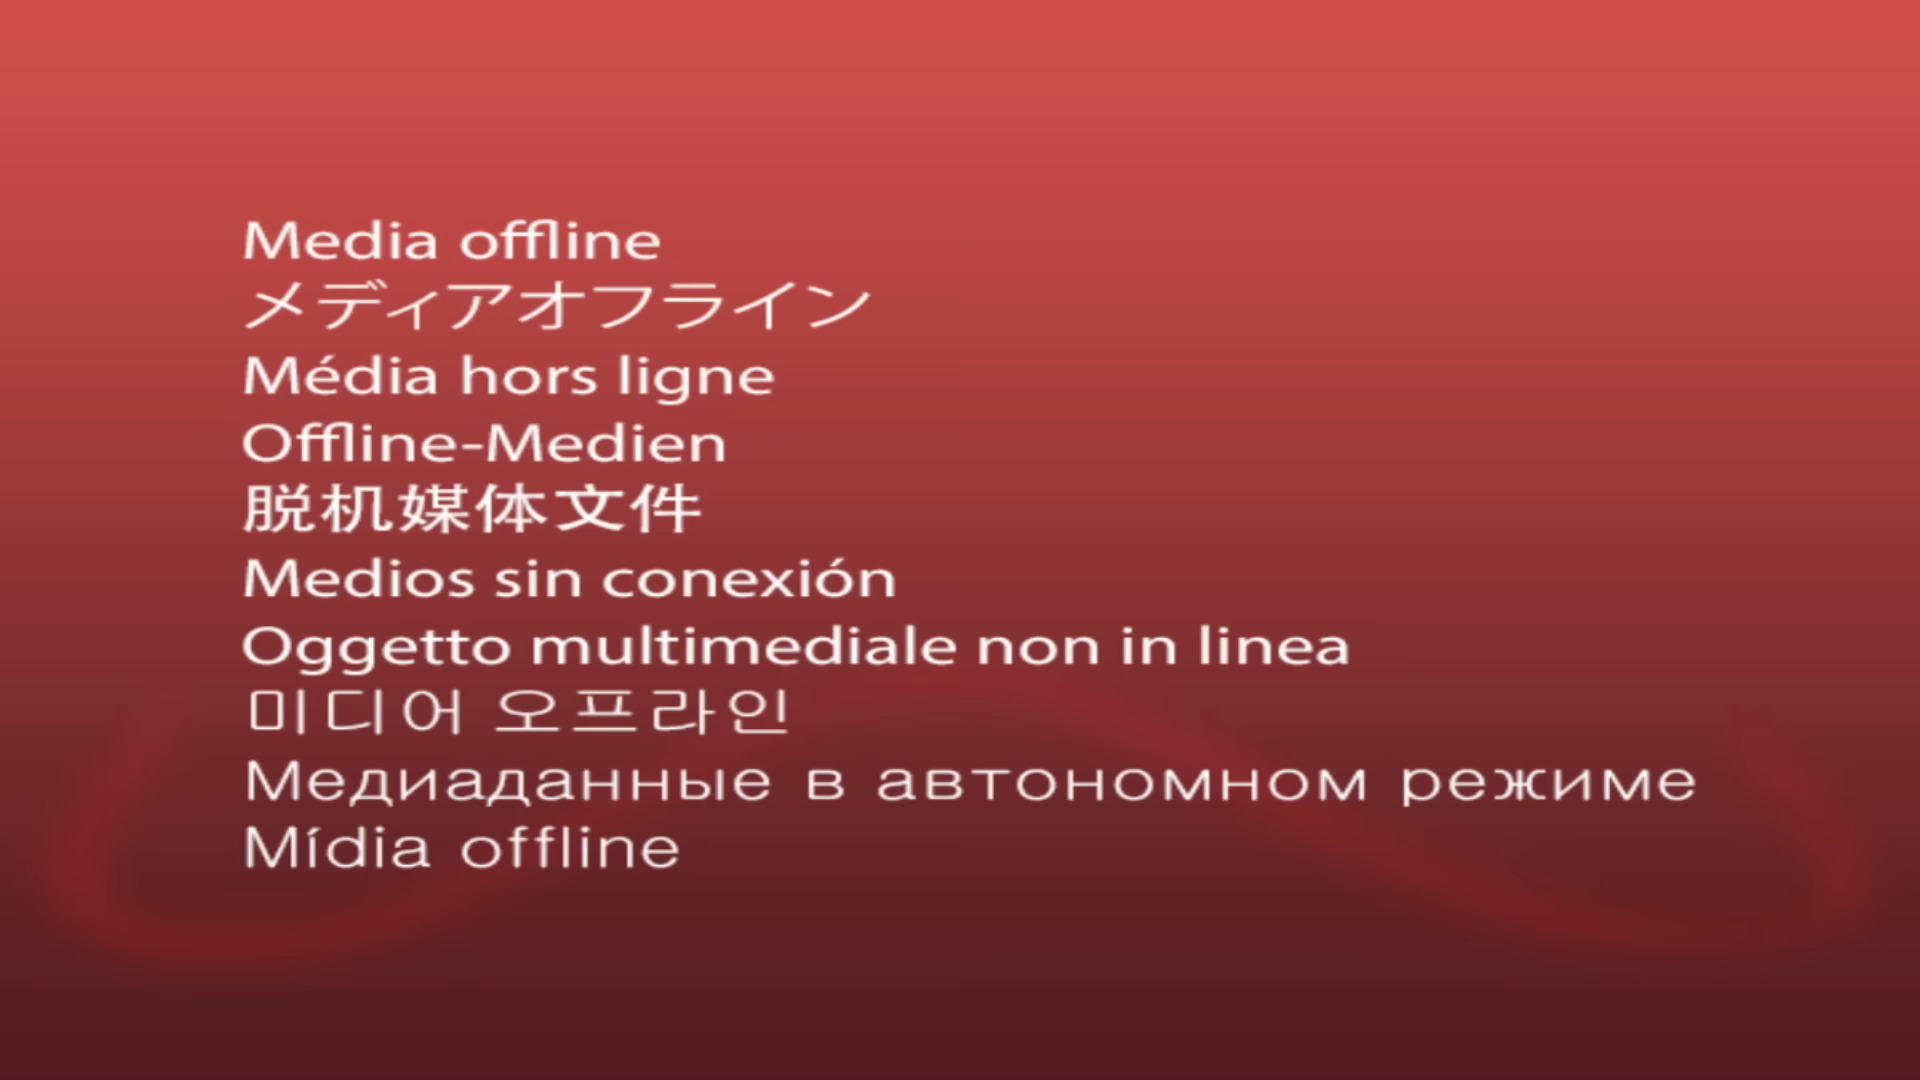 Media offline
メディアオフライン
Média hors ligne
Offline-Medien
脱机媒体文件
Medios sin conexión
Oggetto multimediale non in linea
미디어 오프라인
Медиаданные в автономном режиме
Mídia offline